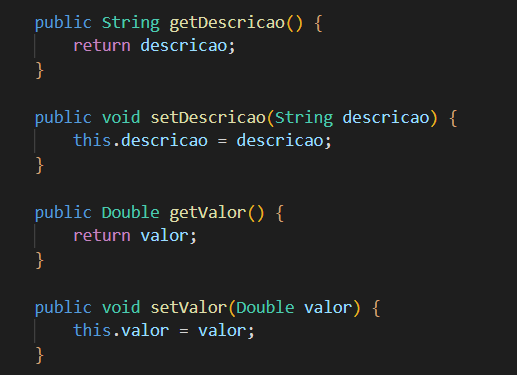 public String getDescricao() {
return descricao;
}
public void setDescricao(String descricao) {
this.descricao = descricao;
}
public Double getValor() {
return valor;
}
public void setValor(Double valor) {
this.valor = valor;
}